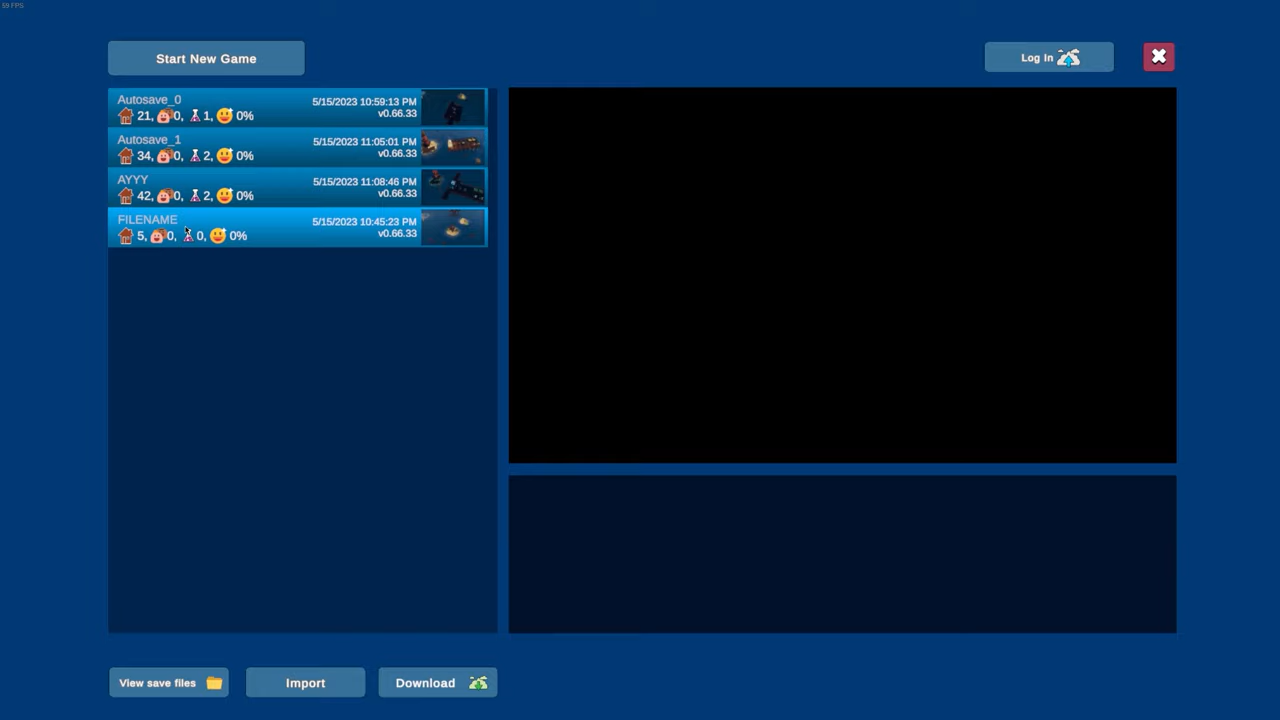 59 FPS
Start New Game
Log In
Autosave_0
21, 0, 1, 0%
5/15/2023 10:59:13 PM
v0.66.33
Autosave_1
34, 0, 2, 0%
5/15/2023 11:05:01 PM
v0.66.33
AYYY
42, 0, 2, 0%
5/15/2023 11:08:46 PM
v0.66.33
FILENAME
5, 0, 0, 0%
5/15/2023 10:45:23 PM
v0.66.33
View save files
Import
Download